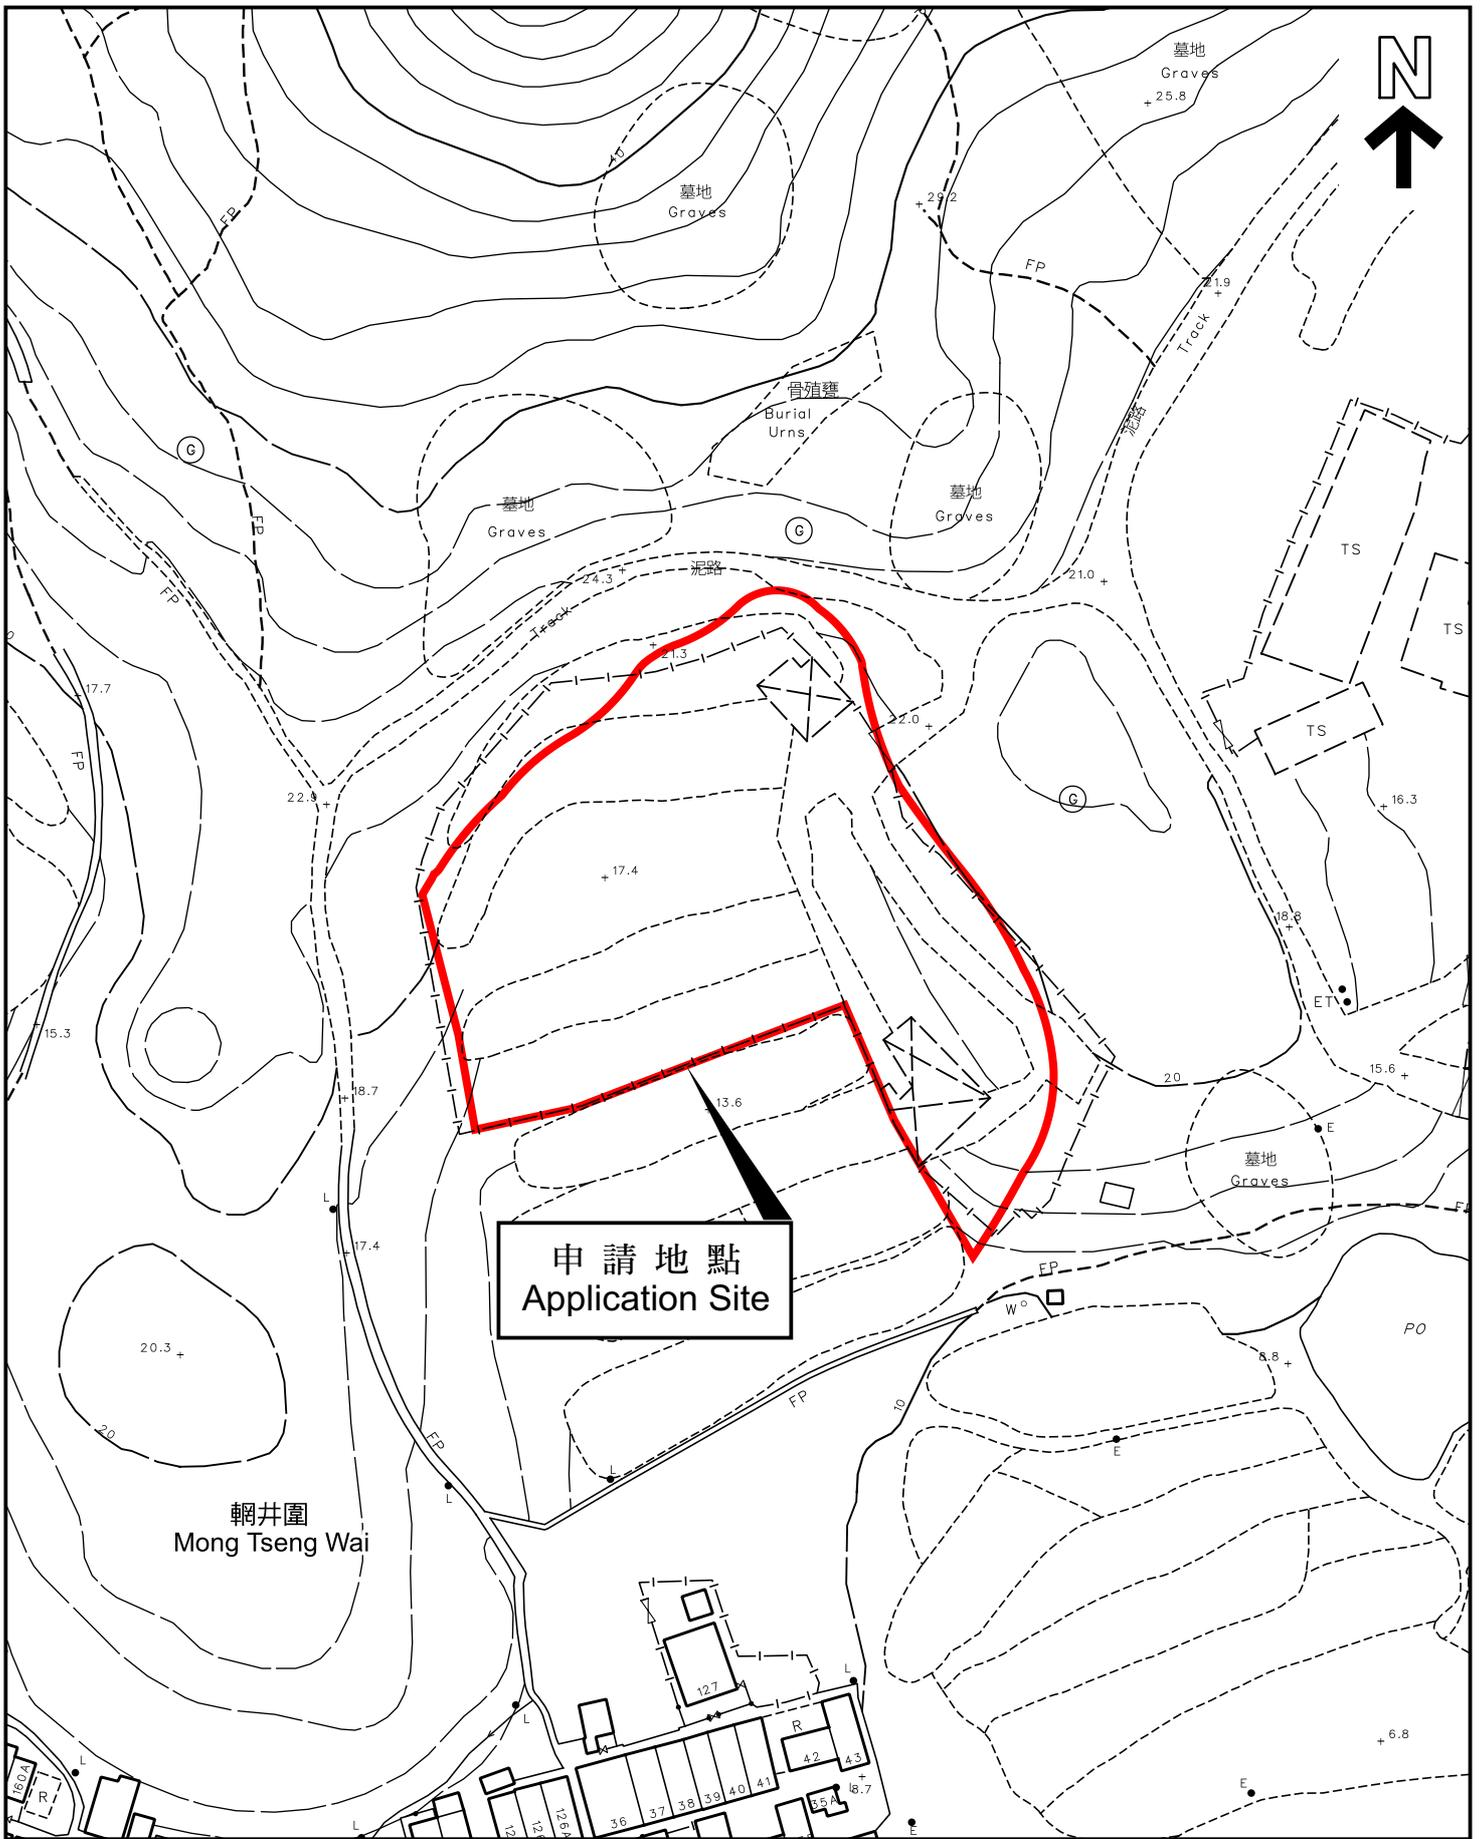 墓地
Graves
25.8
N
40
墓地
Graves
29.2
FP
FP
21.9
Track
骨殖甕
Burial
Urns
泥路
G
墓地
Graves
墓地
Graves
FP
G
TS
泥路
24.3
21.0
FP
Track
TS
21.3
17.7
22.0
TS
FP
22.9
G
16.3
17.4
18.8
ET
15.3
15.6
20
18.7
13.6
E
墓地
Graves
L
FP
17.4
申請地點
Application Site
FP
W
PO
20.3
8.8
FP
10
20
FP
E
L
L
輞井圍
Mong Tseng Wai
127
L
L
R
6.8
42
43
L
160A
R
41
40
39
38
37
36
8.7
35A
L
E
126A
L
E